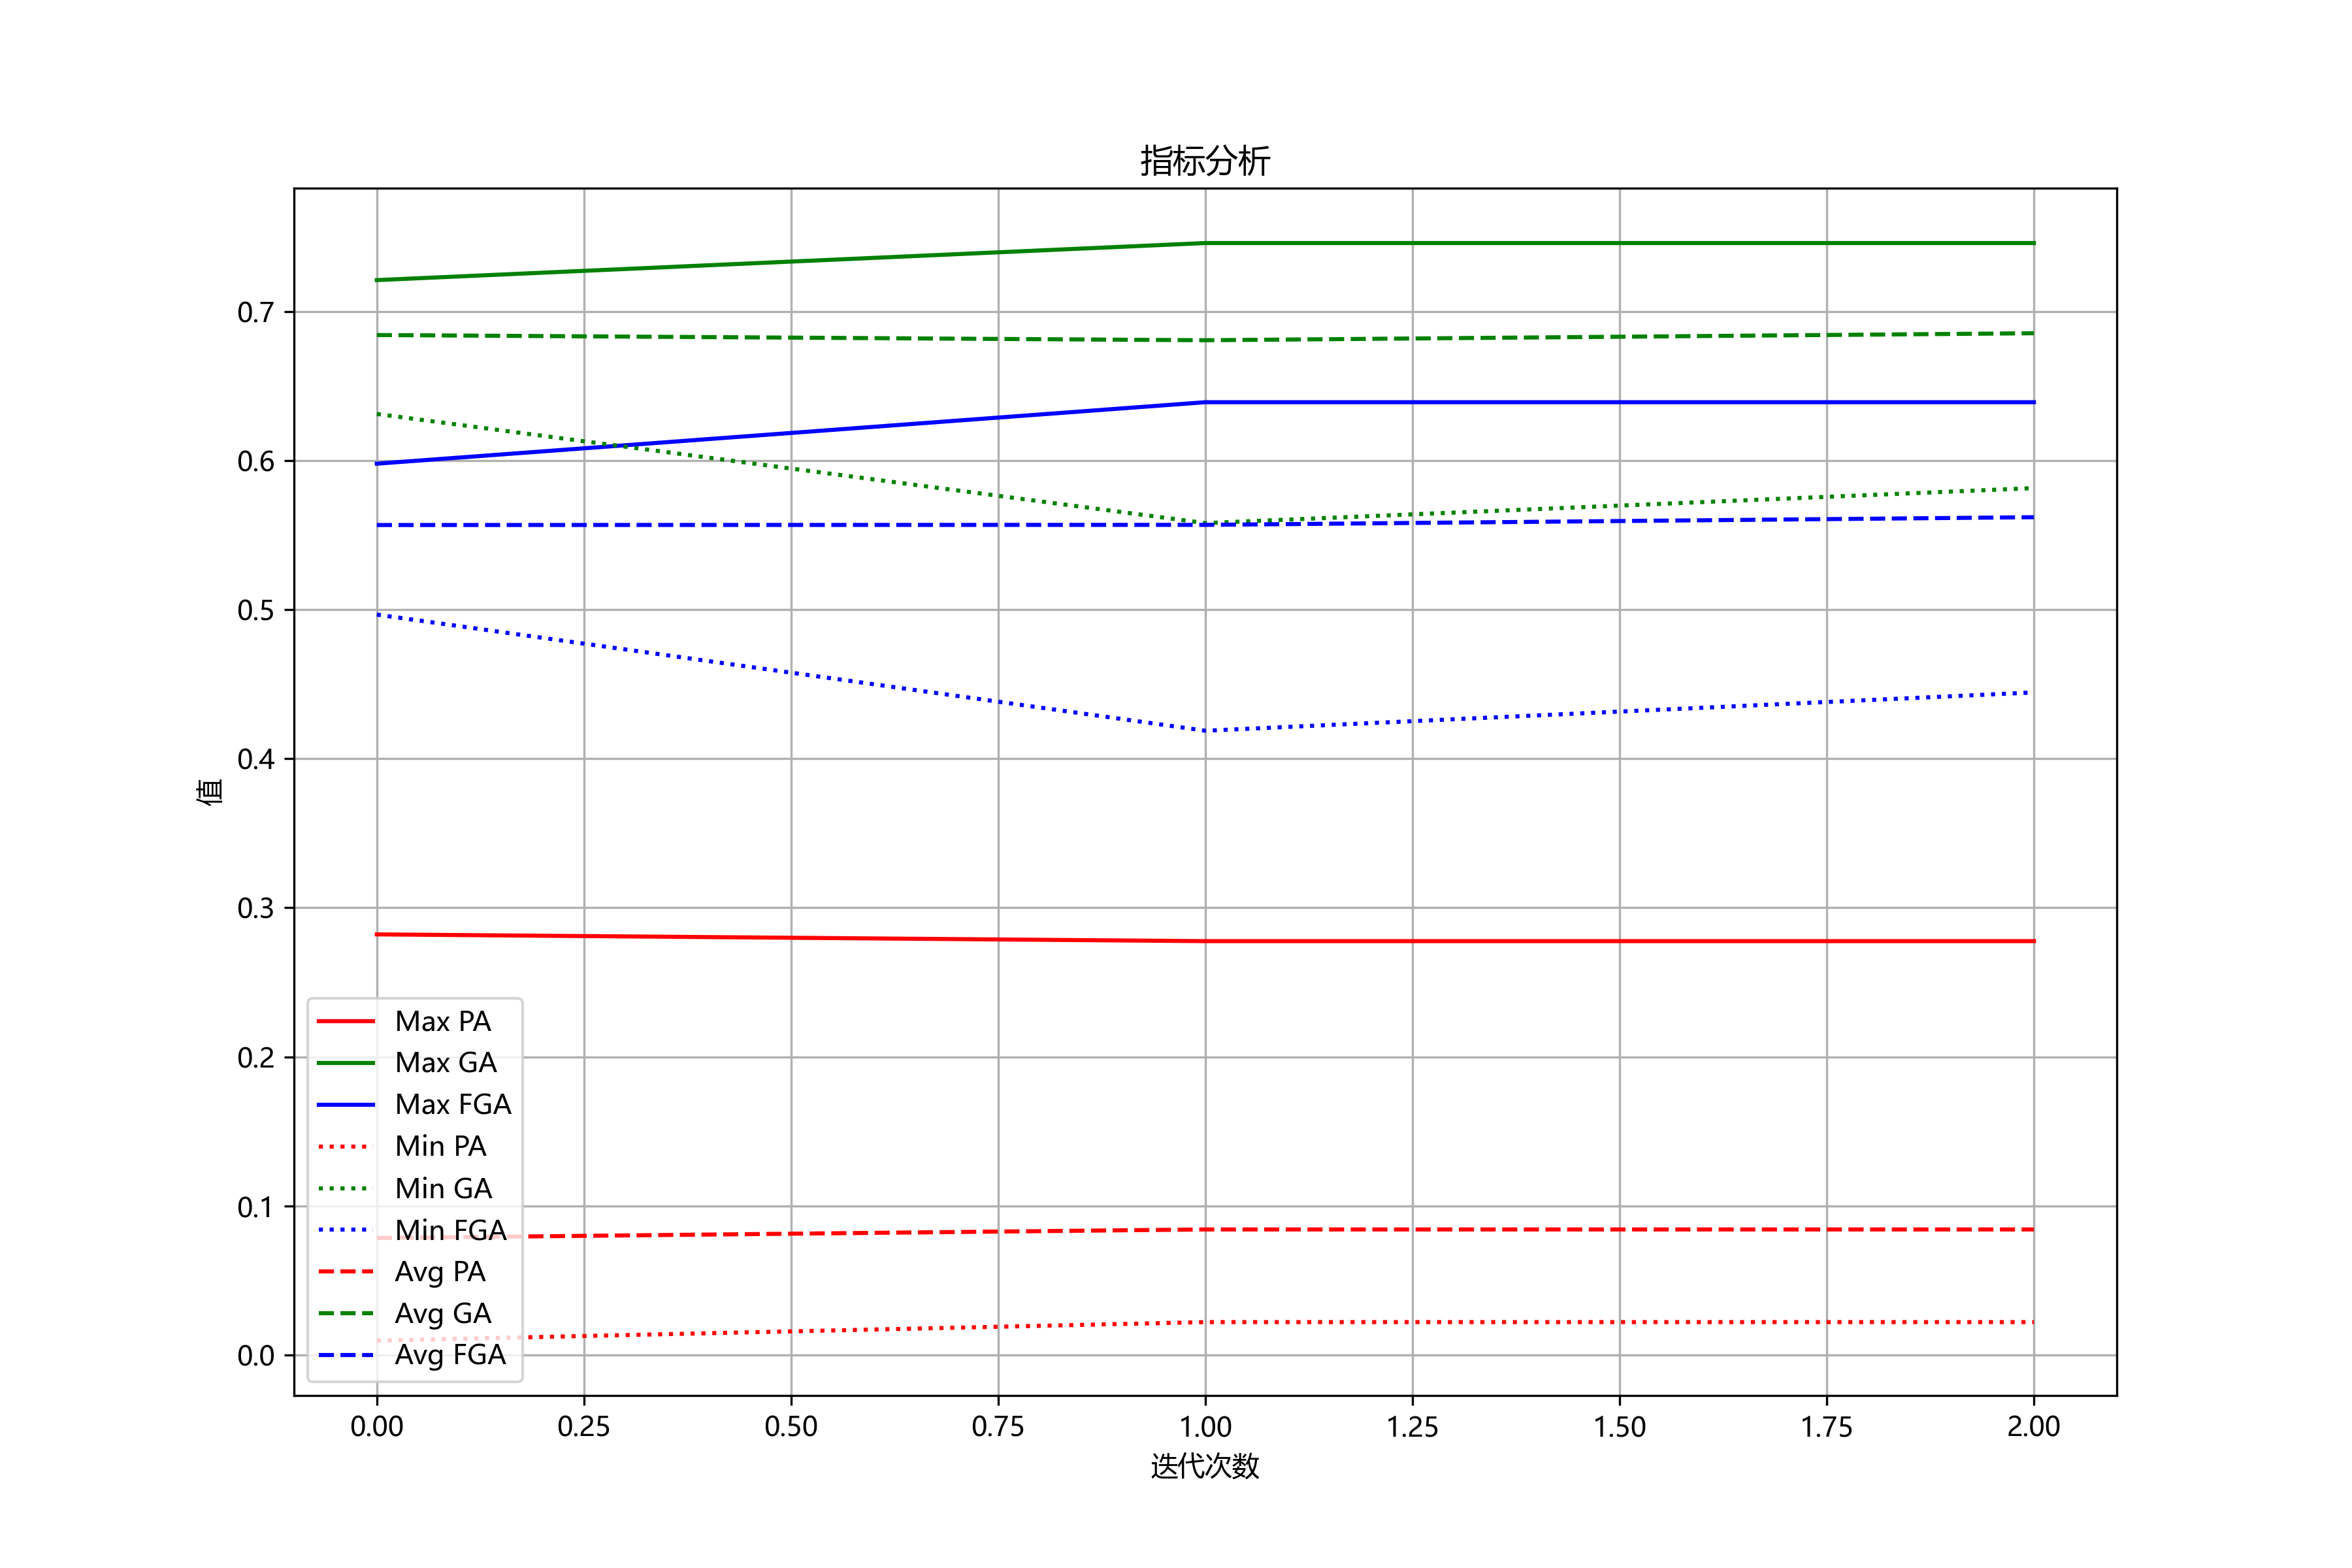 指标分析
0.7
0.6
0.5
0.4
0.3
0.2
0.1
0.0
值
Max PA
Max GA
Max FGA
Min PA
Min GA
Min FGA
Avg PA
Avg GA
Avg FGA
0.00 0.25 0.50 0.75 1.00 1.25 1.50 1.75 2.00
迭代次数